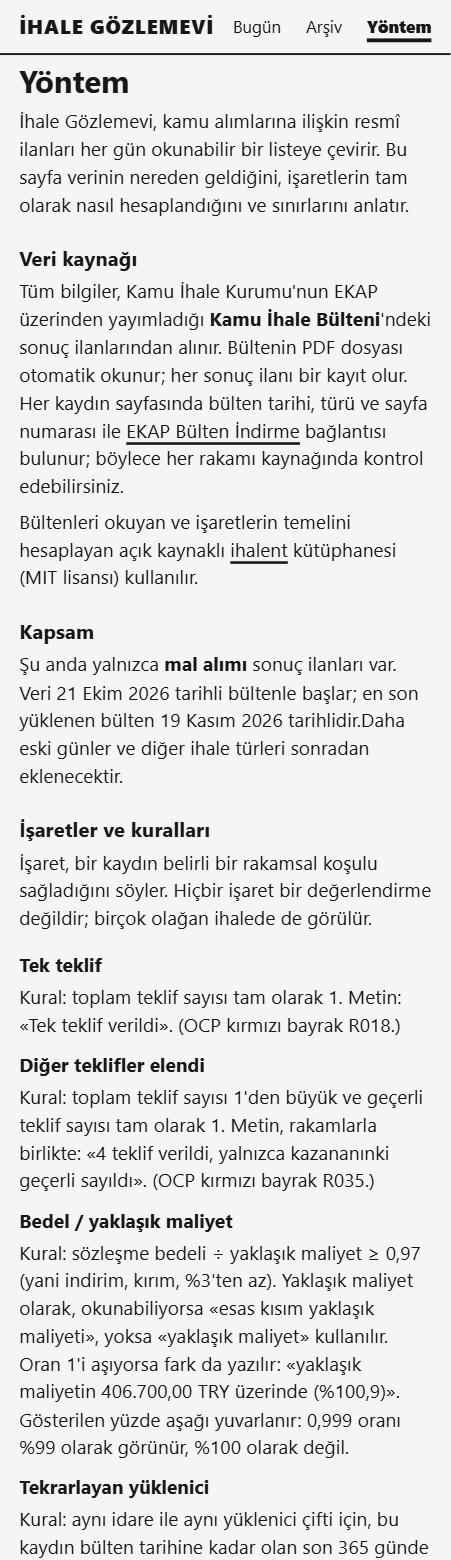 İHALE GÖZLEMEVİ Bugün Arşiv Yöntem
Yöntem
İhale Gözlemevi, kamu alımlarına ilişkin resmî
ilanları her gün okunabilir bir listeye çevirir. Bu
sayfa verinin nereden geldiğini, işaretlerin tam
olarak nasıl hesaplandığını ve sınırlarını anlatır.
Veri kaynağı
Tüm bilgiler, Kamu İhale Kurumu'nun EKAP
üzerinden yayımladığı Kamu İhale Bülteni'ndeki
sonuç ilanlarından alınır. Bültenin PDF dosyası
otomatik okunur; her sonuç ilanı bir kayıt olur.
Her kaydın sayfasında bülten tarihi, türü ve sayfa
numarası ile EKAP Bülten İndirme bağlantısı
bulunur; böylece her rakamı kaynağında kontrol
edebilirsiniz.
Bültenleri okuyan ve işaretlerin temelini
hesaplayan açık kaynaklı ihalent kütüphanesi
(MIT lisansı) kullanılır.
Kapsam
Şu anda yalnızca mal alımı sonuç ilanları var.
Veri 21 Ekim 2026 tarihli bültenle başlar; en son
yüklenen bülten 19 Kasım 2026 tarihlidir.Daha
eski günler ve diğer ihale türleri sonradan
eklenecektir.
İşaretler ve kuralları
İşaret, bir kaydın belirli bir rakamsal koşulu
sağladığını söyler. Hiçbir işaret bir değerlendirme
değildir; birçok olağan ihalede de görülür.
Tek teklif
Kural: toplam teklif sayısı tam olarak 1. Metin:
«Tek teklif verildi». (OCP kırmızı bayrak R018.)
Diğer teklifler elendi
Kural: toplam teklif sayısı 1'den büyük ve geçerli
teklif sayısı tam olarak 1. Metin, rakamlarla
birlikte: «4 teklif verildi, yalnızca kazananınki
geçerli sayıldı». (OCP kırmızı bayrak R035.)
Bedel / yaklaşık maliyet
Kural: sözleşme bedeli ÷ yaklaşık maliyet ≥ 0,97
(yani indirim, kırım, %3'ten az). Yaklaşık maliyet
olarak, okunabiliyorsa «esas kısım yaklaşık
maliyeti», yoksa «yaklaşık maliyet» kullanılır.
Oran 1'i aşıyorsa fark da yazılır: «yaklaşık
maliyetin 406.700,00 TRY üzerinde (%100,9)».
Gösterilen yüzde aşağı yuvarlanır: 0,999 oranı
%99 olarak görünür, %100 olarak değil.
Tekrarlayan yüklenici
Kural: aynı idare ile aynı yüklenici çifti için, bu
kaydın bülten tarihine kadar olan son 365 günde